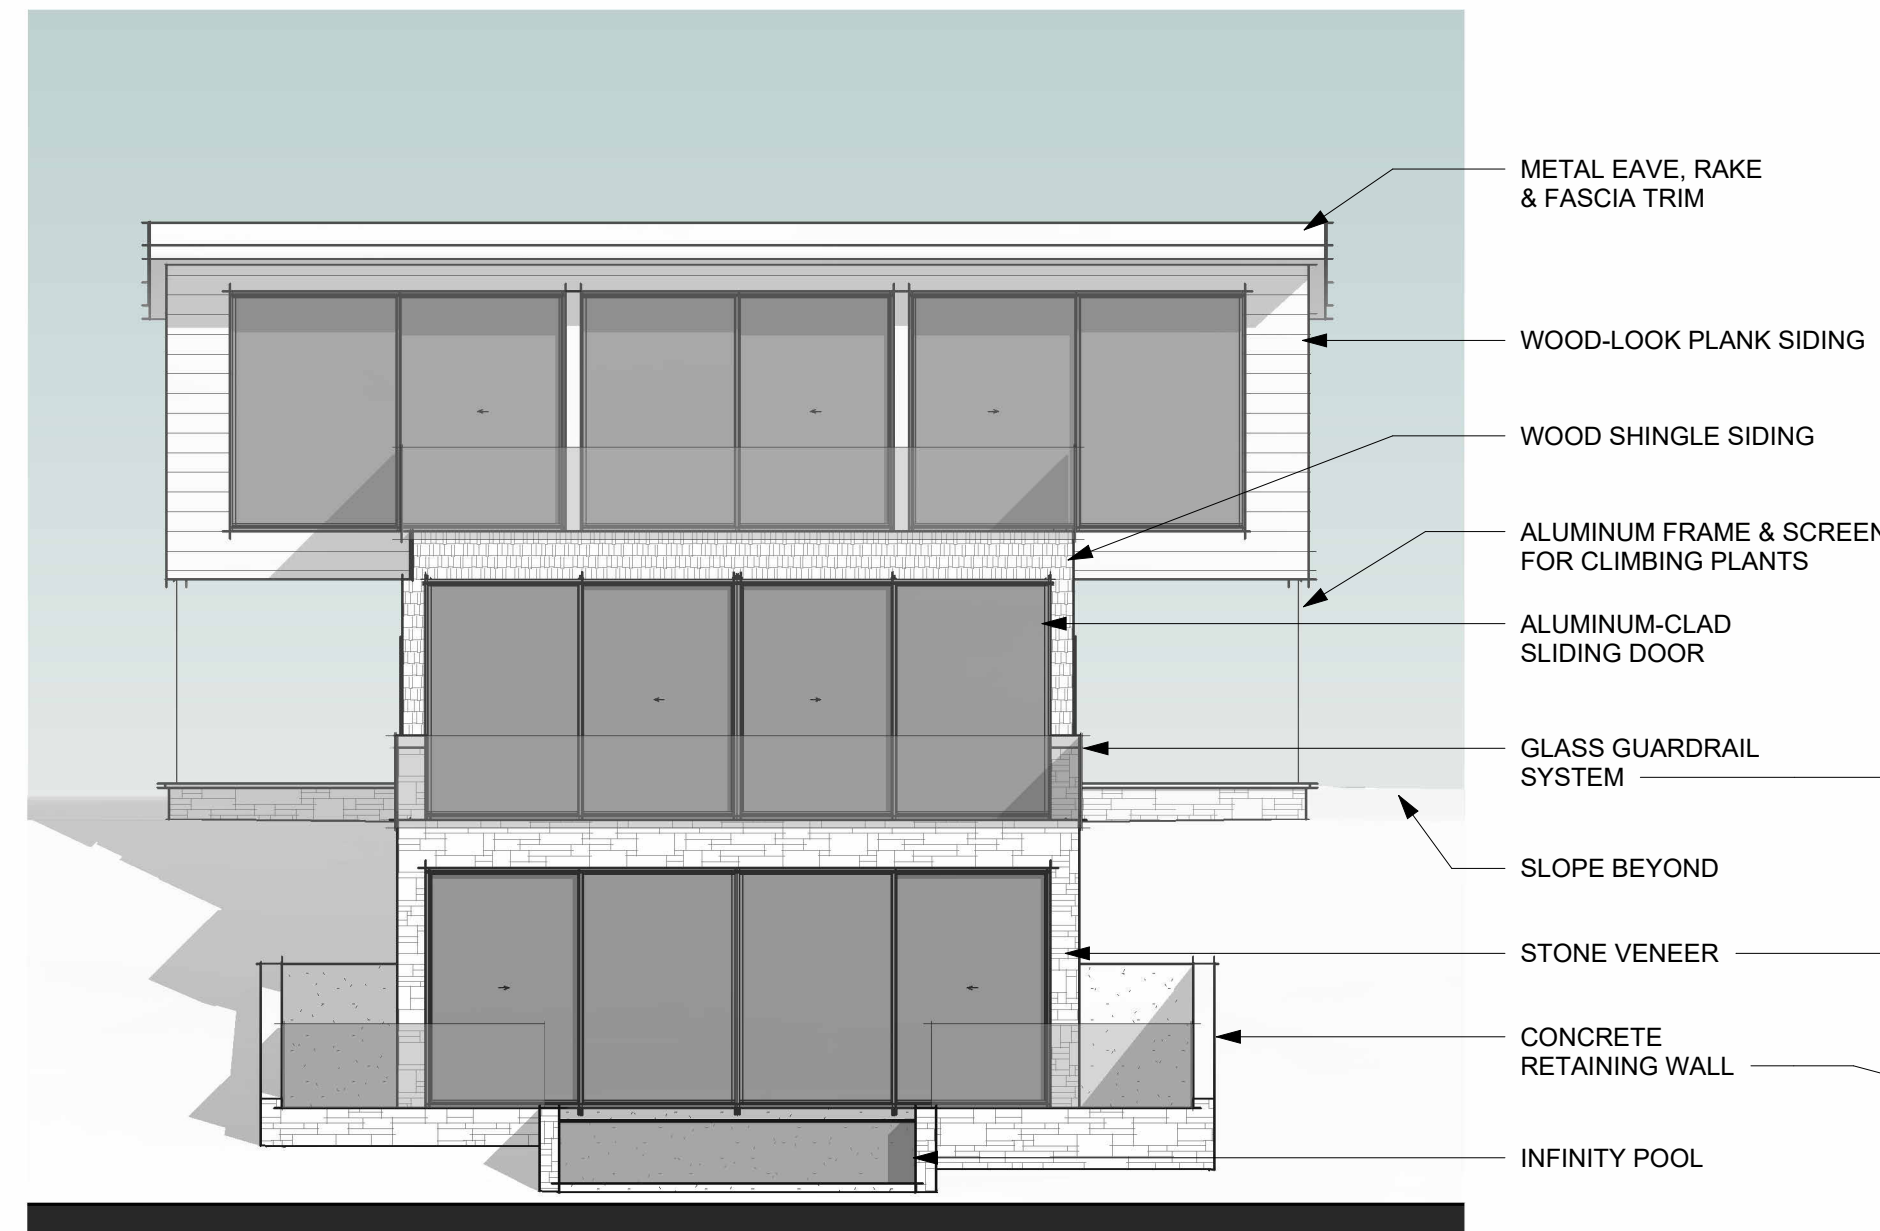 METAL EAVE, RAKE
& FASCIA TRIM
WOOD-LOOK PLANK SIDING
WOOD SHINGLE SIDING
ALUMINUM FRAME & SCREEN
FOR CLIMBING PLANTS
ALUMINUM-CLAD
SLIDING DOOR
GLASS GUARDRAIL
SYSTEM
SLOPE BEYOND
STONE VENEER
CONCRETE
RETAINING WALL
INFINITY POOL